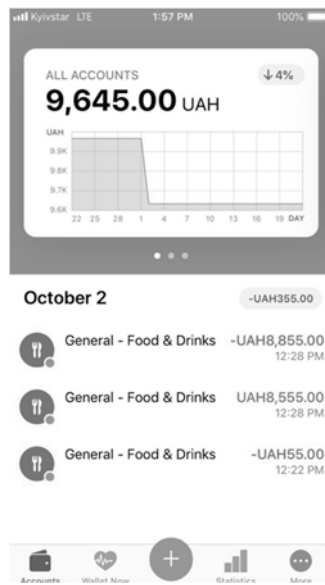 Kyivstar LTE 1:57 PM 100%
ALL ACCOUNTS
↓4%
9,645.00 UAH
UAH
9.9K
9.8K
9.7K
9.6K
22 25 28 1 4 7 10 13 16 19 DAY
October 2
-UAH355.00
General - Food & Drinks -UAH8,855.00
12:28 PM
General - Food & Drinks UAH8,555.00
12:28 PM
General - Food & Drinks -UAH55.00
12:22 PM
Accounts Wallet Now Statistics More